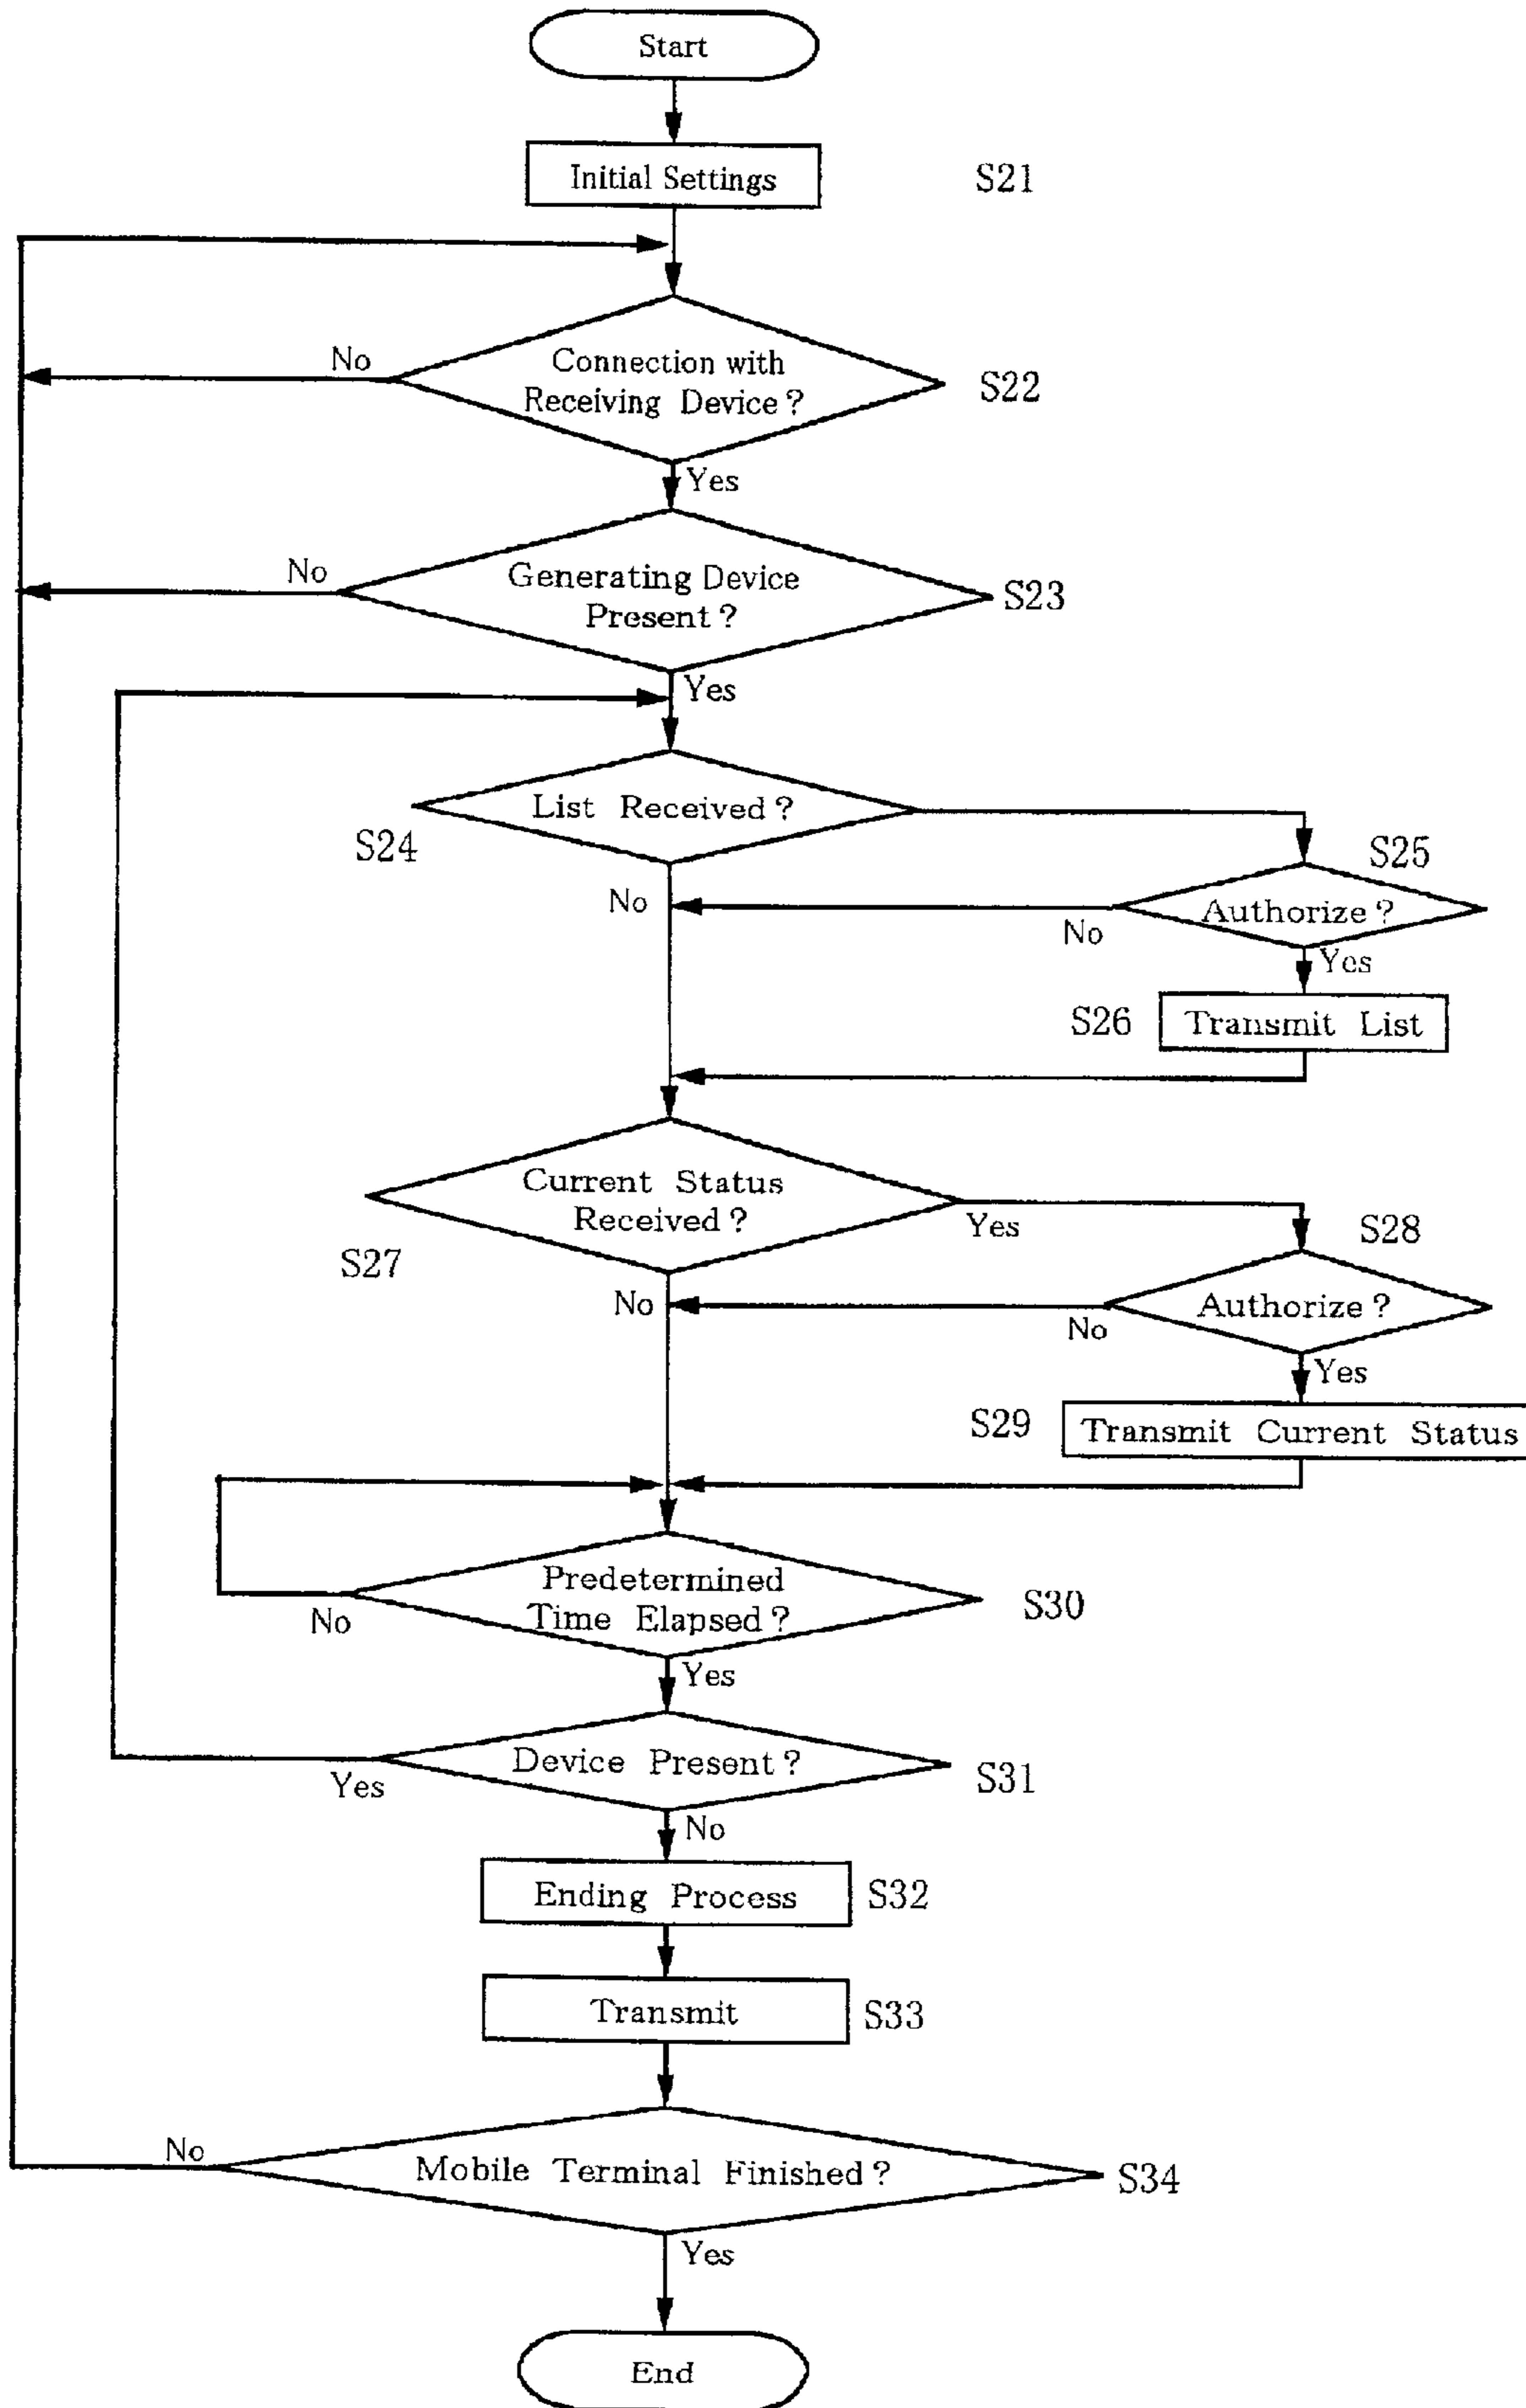 Start
Initial Settings
S21
No
Connection with
Receiving Device?
S22
Yes
No
Generating Device
Present?
S23
Yes
List Received?
S24
S25
No
Authorize?
No
Yes
S26
Transmit List
Current Status
Received?
Yes
S27
S28
No
Authorize?
No
Yes
S29
Transmit Current Status
Predetermined
Time Elapsed?
No
S30
Yes
Device Present?
Yes
S31
No
Ending Process
S32
Transmit
S33
No
Mobile Terminal Finished?
S34
Yes
End